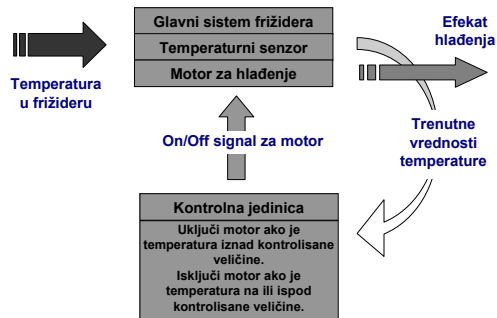 Glavni sistem frižidera
Temperaturni senzor
Motor za hlađenje
Efekat
hlađenja
Temperatura
u frižideru
On/Off signal za motor
Trenutne
vrednosti
temperature
Kontrolna jedinica
Uključi motor ako je
temperatura iznad kontrolisane
veličine.
Isključi motor ako je
temperatura na ili ispod
kontrolisane veličine.